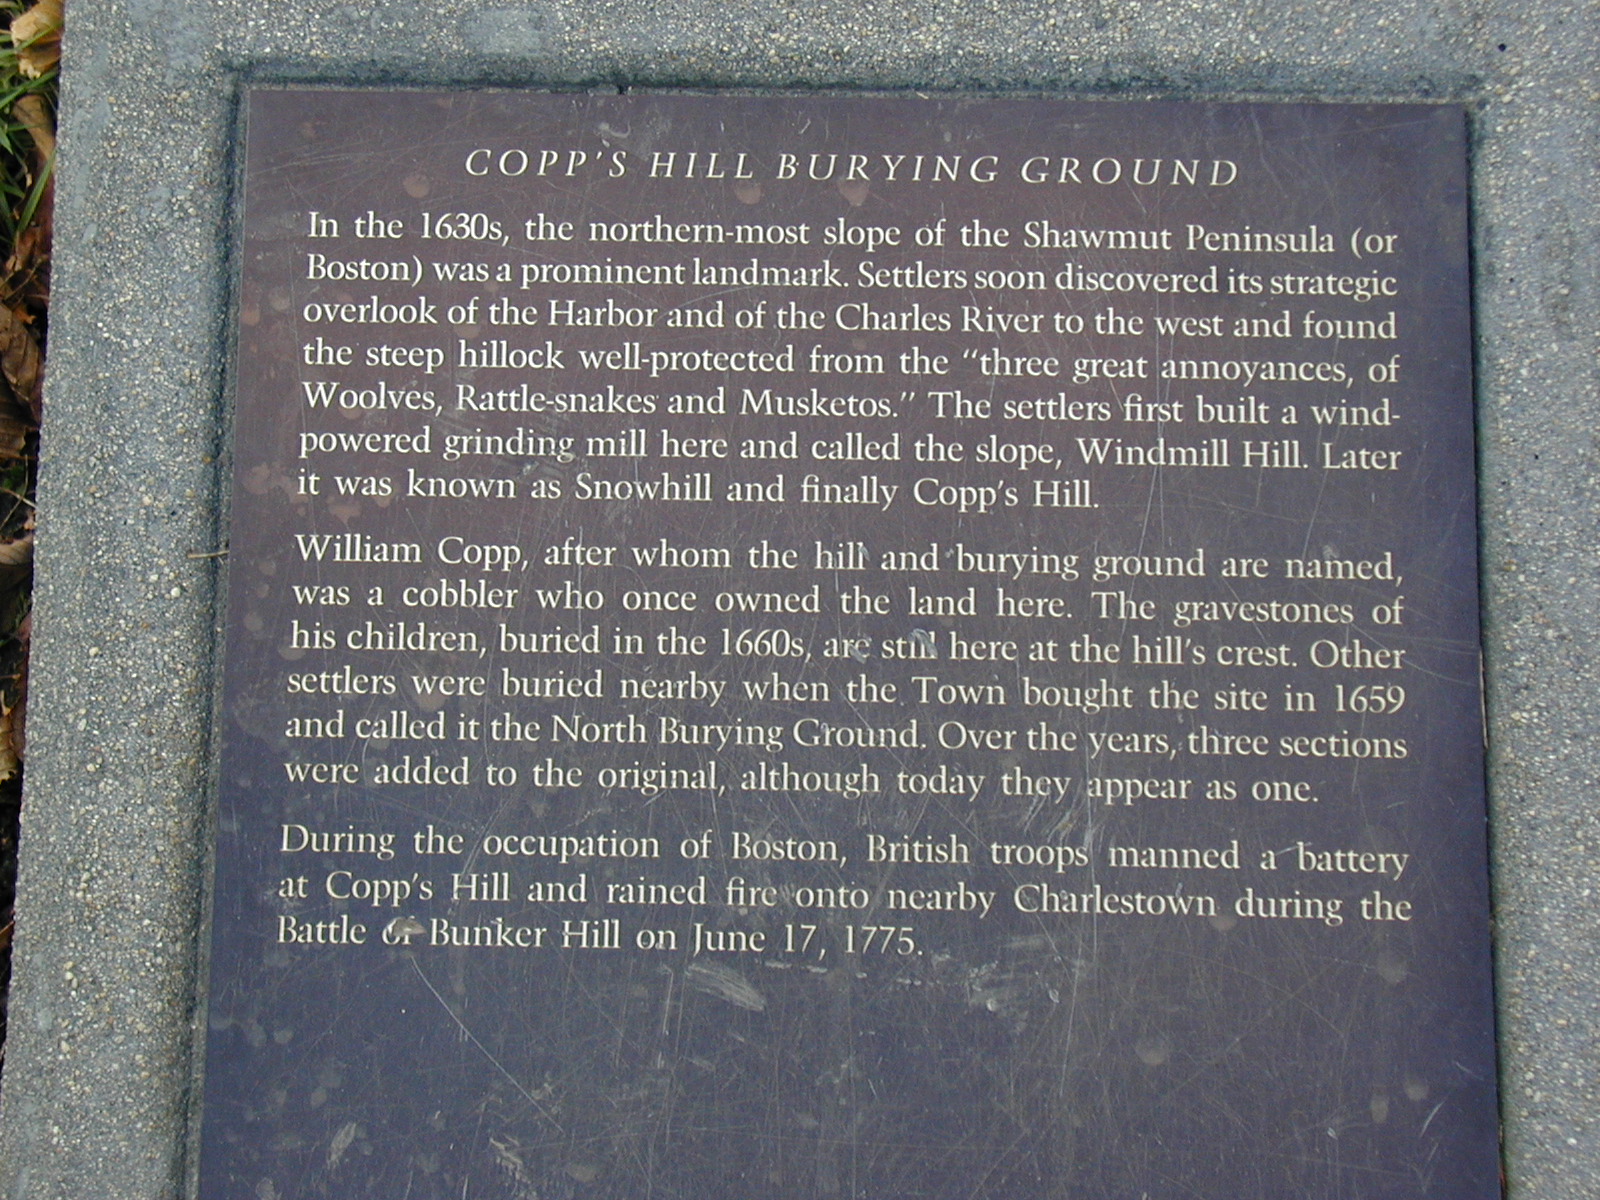 COPP'S HILL BURYING GROUND
In the 1630s, the northern-most slope of the Shawmut Peninsula (or
Boston) was a prominent landmark. Settlers soon discovered its strategic
overlook of the Harbor and of the Charles River to the west and found
the steep hillock well-protected from the "three great annoyances, of
Woolves, Rattle-snakes and Musketos." The settlers first built a wind-
powered grinding mill here and called the slope, Windmill Hill. Later
it was known as Snowhill and finally Copp's Hill.
William Copp, after whom the hill and burying ground are named,
was a cobbler who once owned the land here. The gravestones of
his children, buried in the 1660s, are still here at the hill's crest. Other
settlers were buried nearby when the Town bought the site in 1659
and called it the North Burying Ground. Over the years, three sections
were added to the original, although today they appear as one.
During the occupation of Boston, British troops manned a battery
at Copp's Hill and rained fire onto nearby Charlestown during the
Battle of Bunker Hill on June 17, 1775.